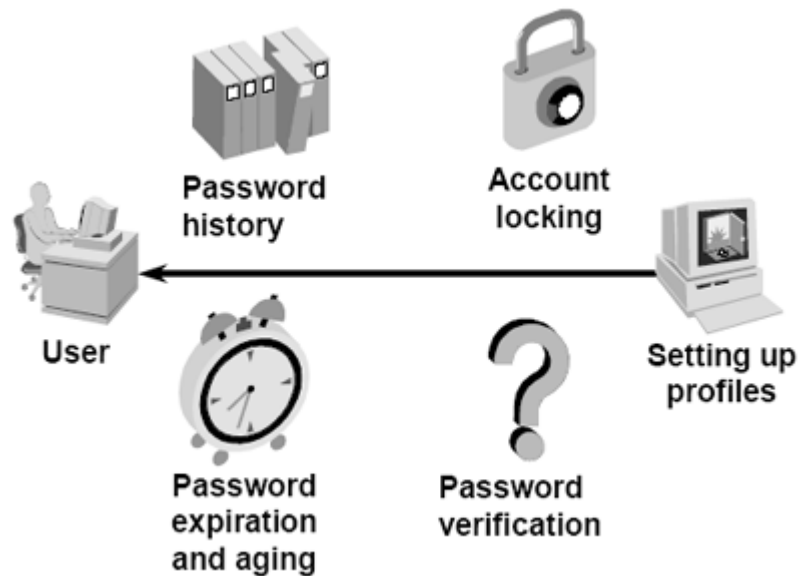 Password
history
Account
locking
User
Setting up
profiles
Password
expiration
and aging
Password
verification